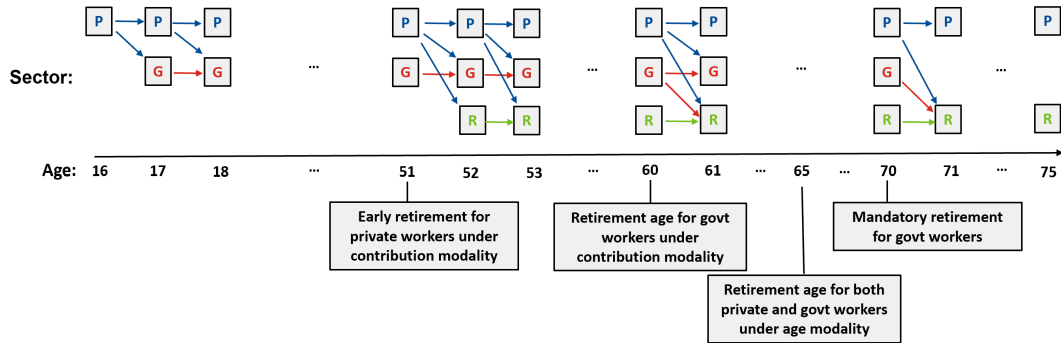 P P P ... P P P ... P P ... P P
Sector: G G ... G G G ... G G ... G ...
R R R R R R R
Age: 16 17 18 ... 51 52 53 ... 60 61 ... 65 ... 70 71 ... 75
Early retirement for
private workers under
contribution modality
Retirement age for govt
workers under
contribution modality
Mandatory retirement
for govt workers
Retirement age for both
private and govt workers
under age modality